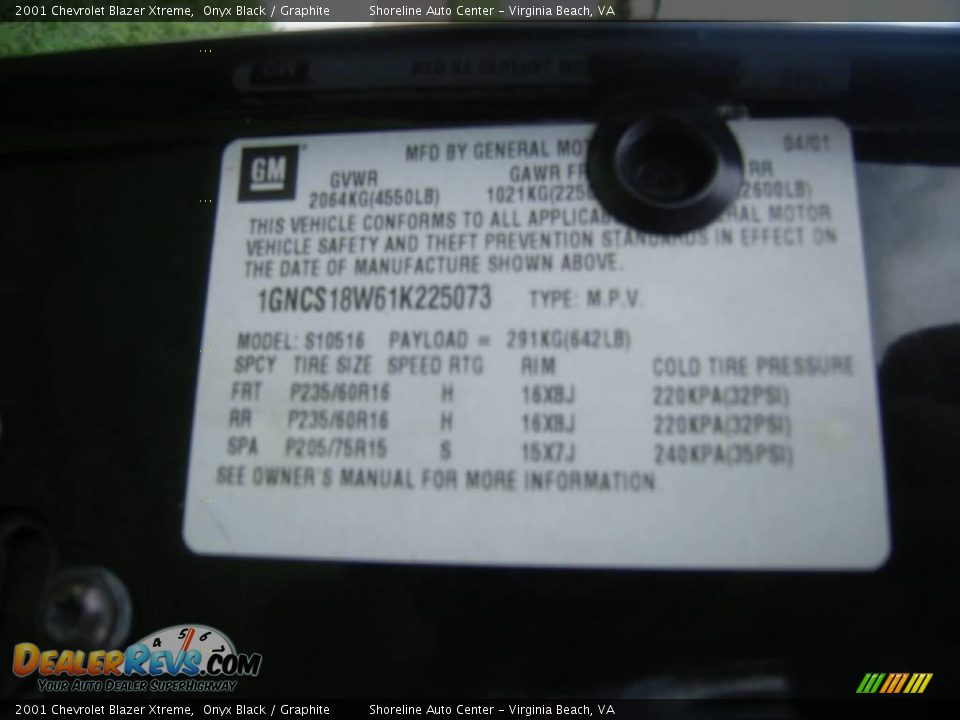 2001 Chevrolet Blazer Xtreme,  Onyx Black / Graphite          Shoreline Auto Center - Virginia Beach, VA
GM MFD BY GENERAL 04/01
GVWR GAWR RR
2064KG(4550LB) 1021KG 2600LB)
THIS VEHICLE CONFORMS TO ALL MOTOR
VEHICLE SAFETY AND THEFT PREVENTION STANDARDS IN EFFECT ON
THE DATE OF MANUFACTURE SHOWN ABOVE.
1GNCS18W61K225073 TYPE: M.P.V.
MODEL: S10516 PAYLOAD = 291KG(642LB)
SPCY TIRE SIZE SPEED RTG RIM COLD TIRE PRESSURE
FRT P235/60R16 H 16X8J 220KPA(32PSI)
RR P235/60R16 H 16X8J 220KPA(32PSI)
SPA P205/75R15 S 15X7J 240KPA(35PSI)
SEE OWNER'S MANUAL FOR MORE INFORMATION.
4 5 6
DEALERREVS.COM
YOUR AUTO DEALER SUPERHIGHWAY
2001 Chevrolet Blazer Xtreme,  Onyx Black / Graphite          Shoreline Auto Center - Virginia Beach, VA